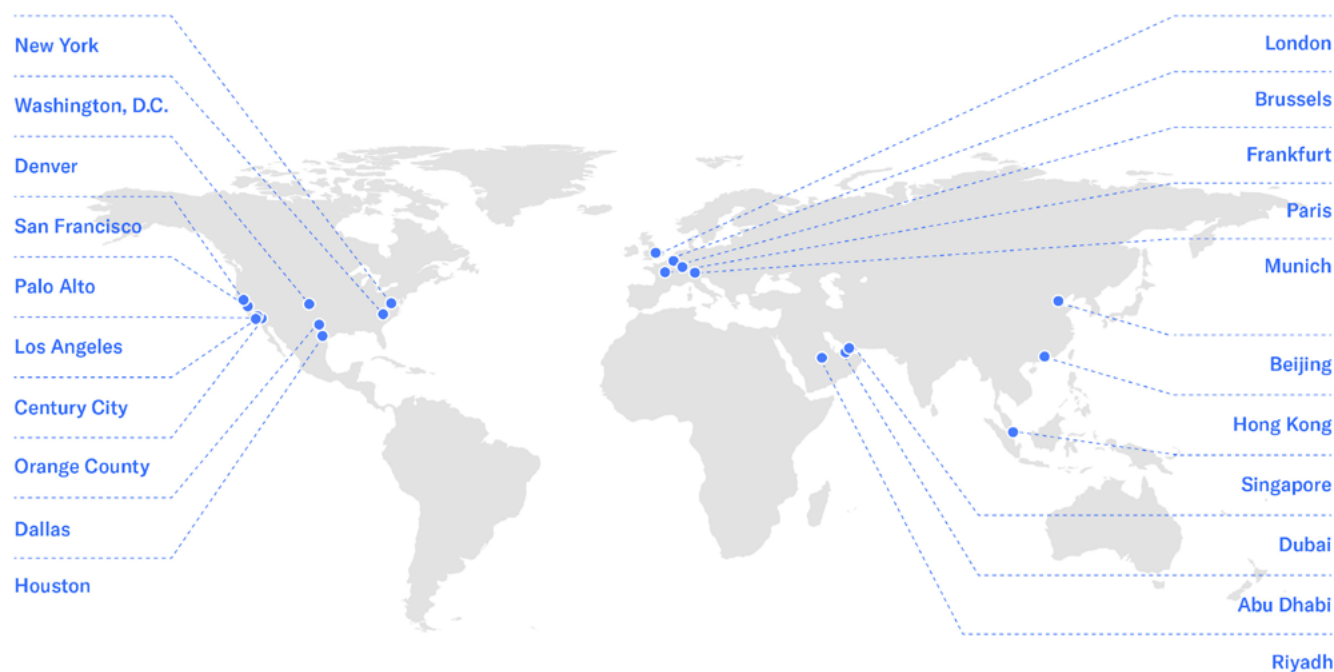 New York
Washington, D.C.
Denver
San Francisco
Palo Alto
Los Angeles
Century City
Orange County
Dallas
Houston
London
Brussels
Frankfurt
Paris
Munich
Beijing
Hong Kong
Singapore
Dubai
Abu Dhabi
Riyadh